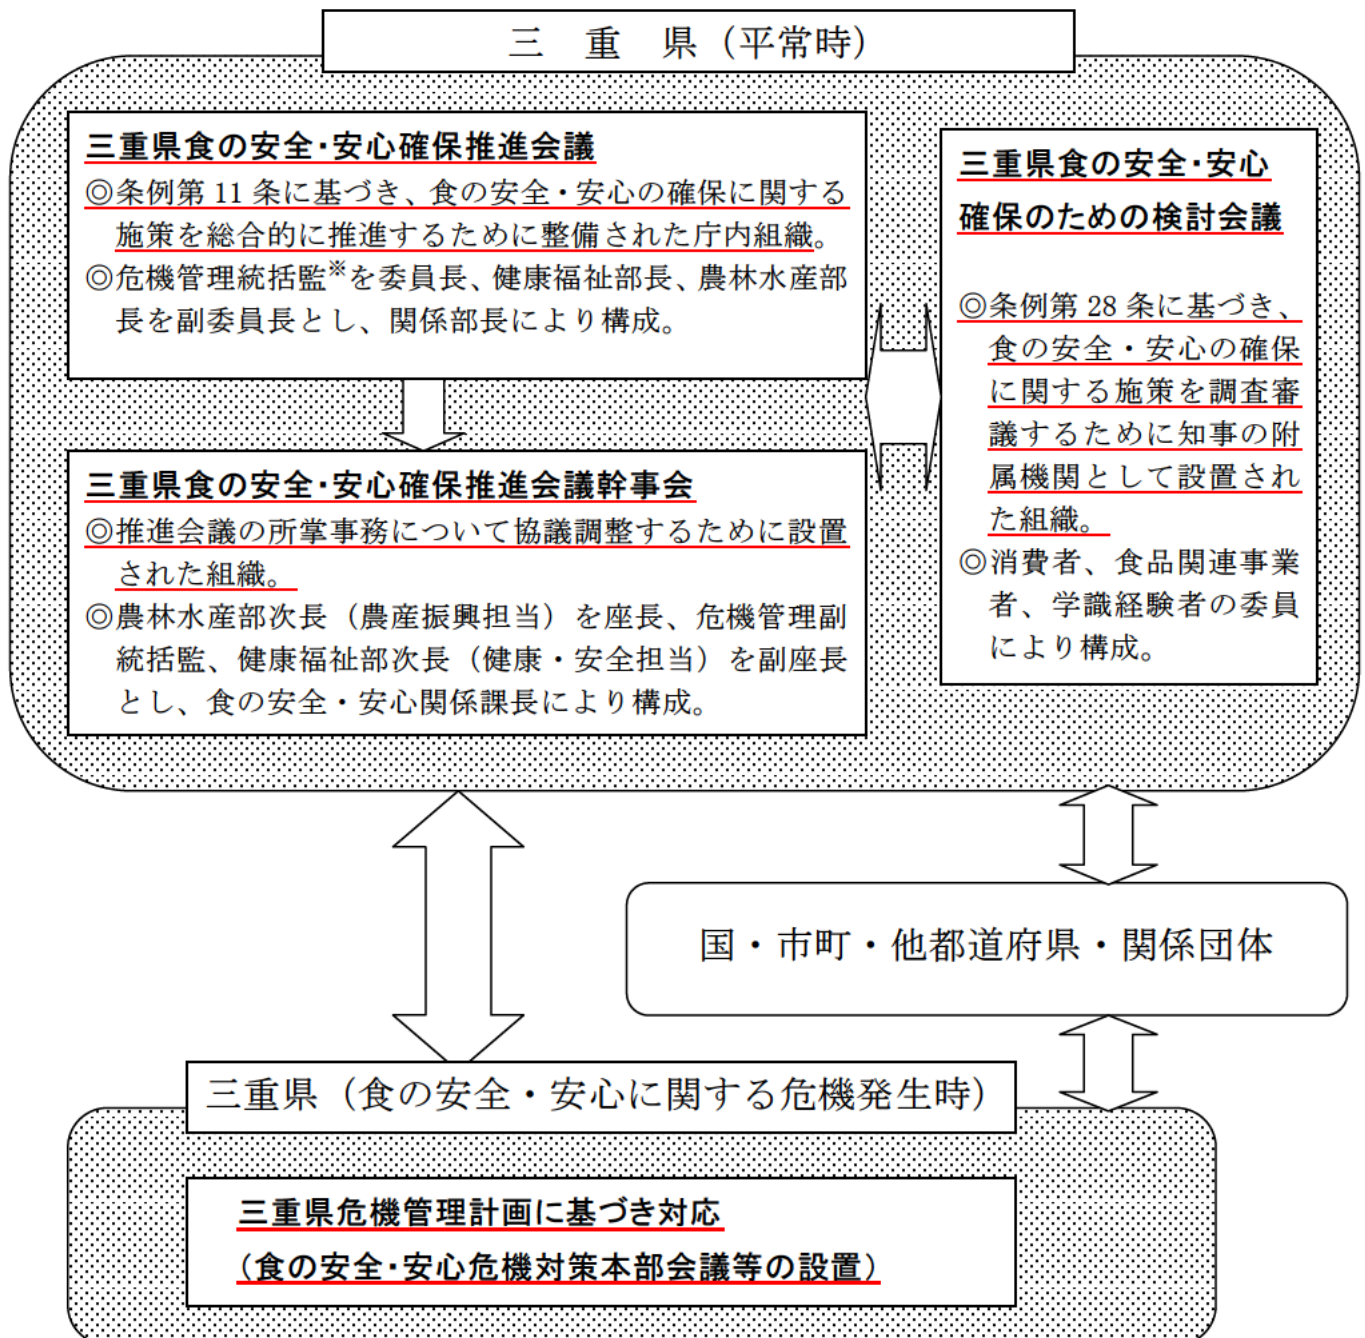 三　重　県（平常時）
三重県食の安全・安心確保推進会議
◎条例第 11 条に基づき、食の安全・安心の確保に関する
施策を総合的に推進するために整備された庁内組織。
◎危機管理統括監※を委員長、健康福祉部長、農林水産部
長を副委員長とし、関係部長により構成。
三重県食の安全・安心確保推進会議幹事会
◎推進会議の所掌事務について協議調整するために設置
された組織。
◎農林水産部次長（農産振興担当）を座長、危機管理副
統括監、健康福祉部次長（健康・安全担当）を副座長
とし、食の安全・安心関係課長により構成。
三重県食の安全・安心
確保のための検討会議
◎条例第 28 条に基づき、
食の安全・安心の確保
に関する施策を調査審
議するために知事の附
属機関として設置され
た組織。
◎消費者、食品関連事業
者、学識経験者の委員
により構成。
国・市町・他都道府県・関係団体
三重県（食の安全・安心に関する危機発生時）
三重県危機管理計画に基づき対応
（食の安全・安心危機対策本部会議等の設置）